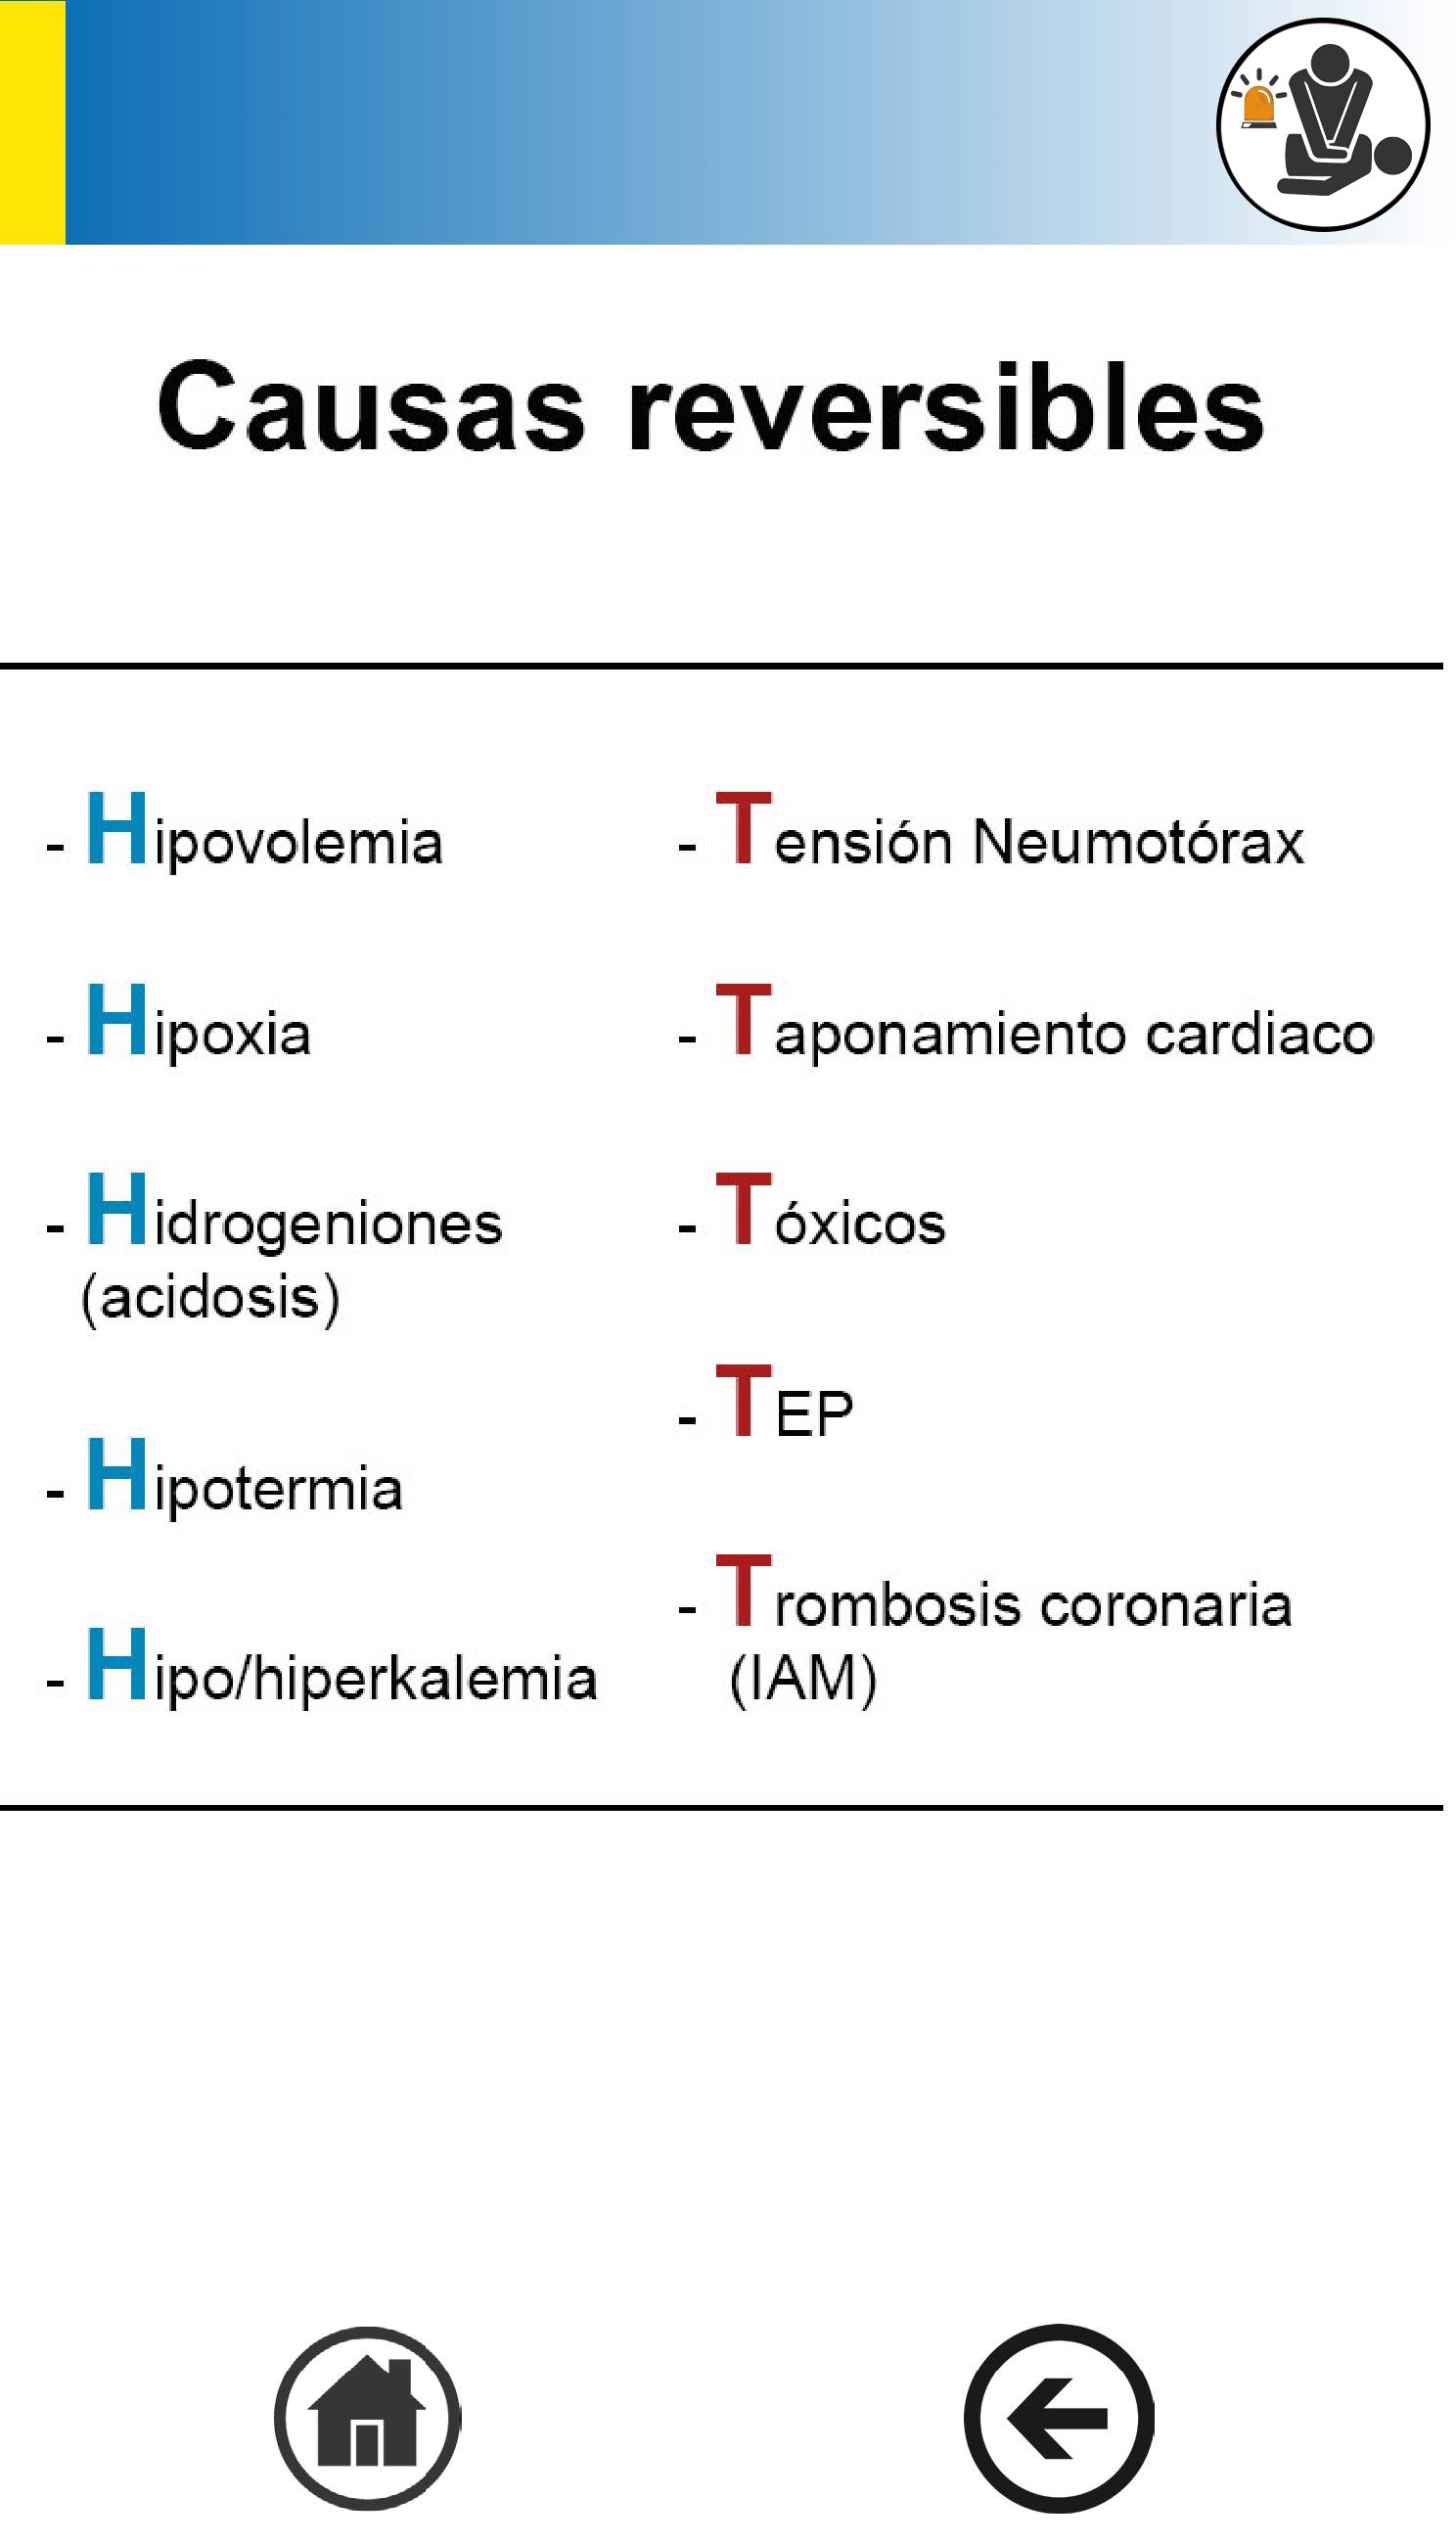 Causas reversibles
- Hipovolemia
- Hipoxia
- Hidrogeniones
(acidosis)
- Hipotermia
- Hipo/hiperkalemia
- Tensión Neumotórax
- Taponamiento cardiaco
- Tóxicos
- TEP
- Trombosis coronaria
(IAM)